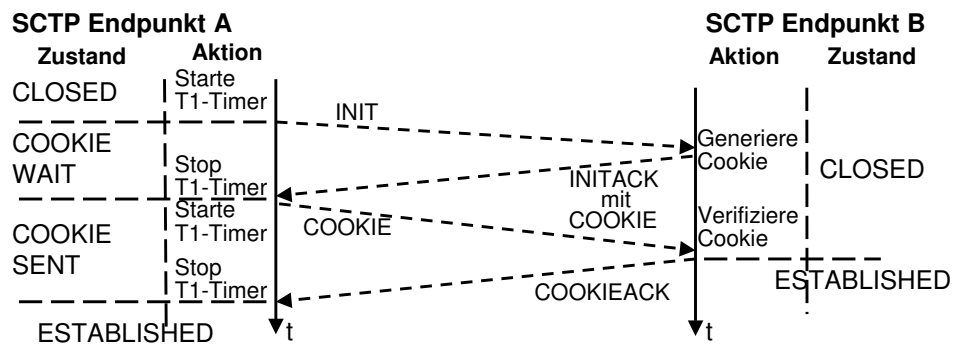 SCTP Endpunkt A
SCTP Endpunkt B
Zustand
Aktion
Aktion
Zustand
CLOSED
Starte
T1-Timer
INIT
COOKIE
WAIT
Generiere
Cookie
Stop
T1-Timer
INITACK
mit
COOKIE
CLOSED
Starte
T1-Timer
COOKIE
Verifiziere
Cookie
COOKIE
SENT
Stop
T1-Timer
COOKIEACK
ESTABLISHED
ESTABLISHED
t
t